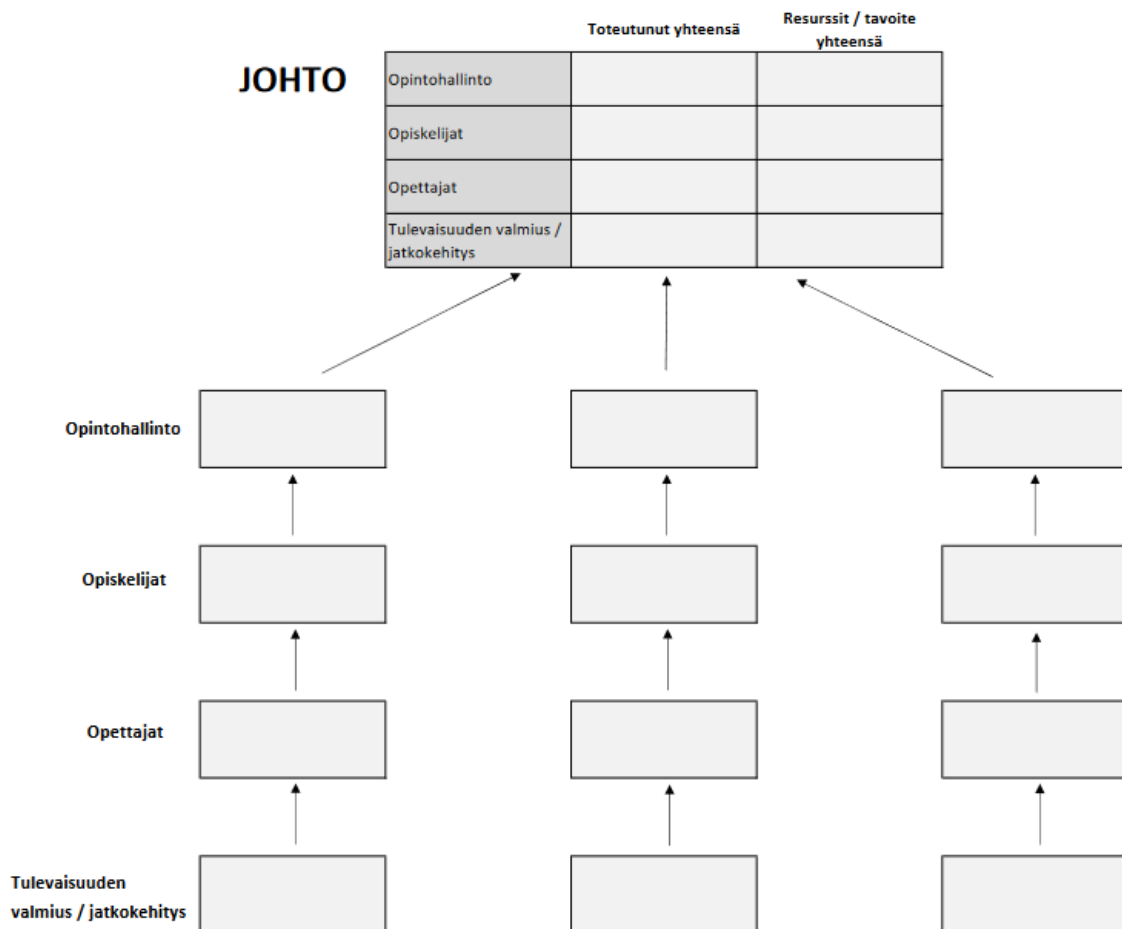 Toteutunut yhteensä
Resurssit / tavoite
yhteensä
JOHTO
Opintohallinto
Opiskelijat
Opettajat
Tulevaisuuden valmius /
jatkokehitys
Opintohallinto
Opiskelijat
Opettajat
Tulevaisuuden
valmius / jatkokehitys